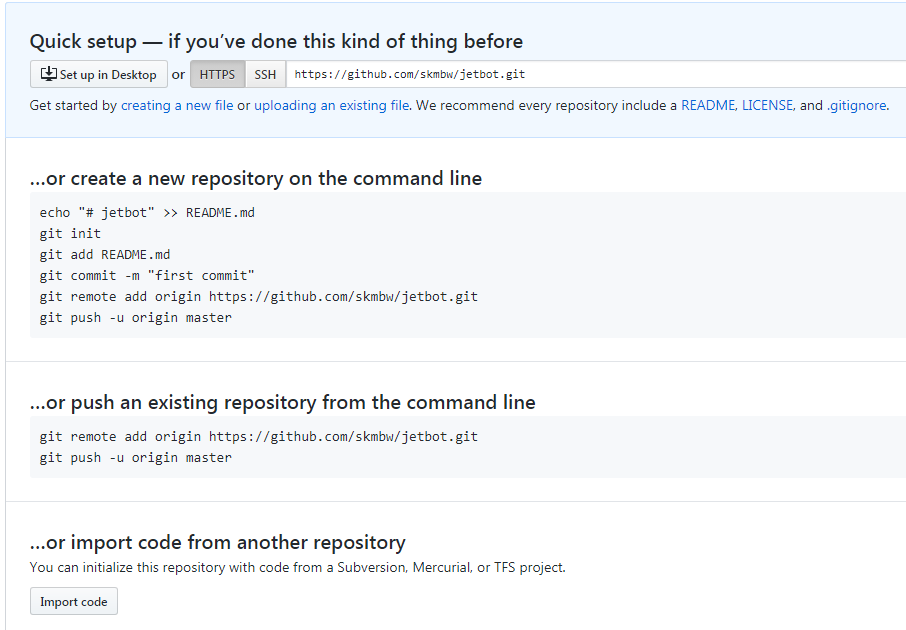 Quick setup — if you’ve done this kind of thing before
Set up in Desktop or HTTPS SSH https://github.com/skmbw/jetbot.git
Get started by creating a new file or uploading an existing file. We recommend every repository include a README, LICENSE, and .gitignore.
...or create a new repository on the command line
echo "# jetbot" >> README.md
git init
git add README.md
git commit -m "first commit"
git remote add origin https://github.com/skmbw/jetbot.git
git push -u origin master
...or push an existing repository from the command line
git remote add origin https://github.com/skmbw/jetbot.git
git push -u origin master
...or import code from another repository
You can initialize this repository with code from a Subversion, Mercurial, or TFS project.
Import code